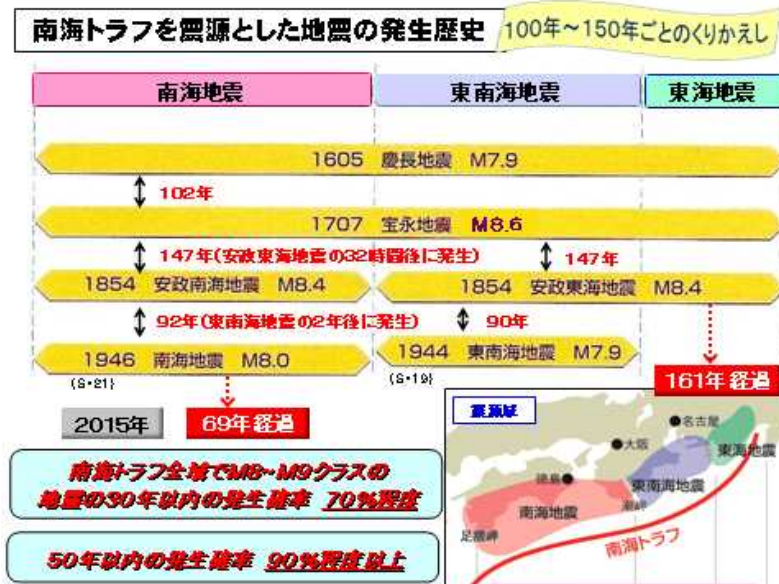 南海トラフを震源とした地震の発生歴史
100年～150年ごとのくりかえし
南海地震
東南海地震
東海地震
1605 慶長地震 M7.9
102年
1707 宝永地震 M8.6
147年(安政東海地震の32時間後に発生)
147年
1854 安政南海地震 M8.4
1854 安政東海地震 M8.4
92年(東南海地震の2年後に発生)
90年
1946 南海地震 M8.0
1944 東南海地震 M7.9
(S・21)
(S・19)
2015年
69年経過
161年経過
南海トラフ全域でM8~M9クラスの
地震の30年以内の発生確率 70%程度
50年以内の発生確率 90%程度以上
震源域
名古屋
大阪
東海地震
徳島
東南海地震
潮岬
南海地震
足摺岬
南海トラフ